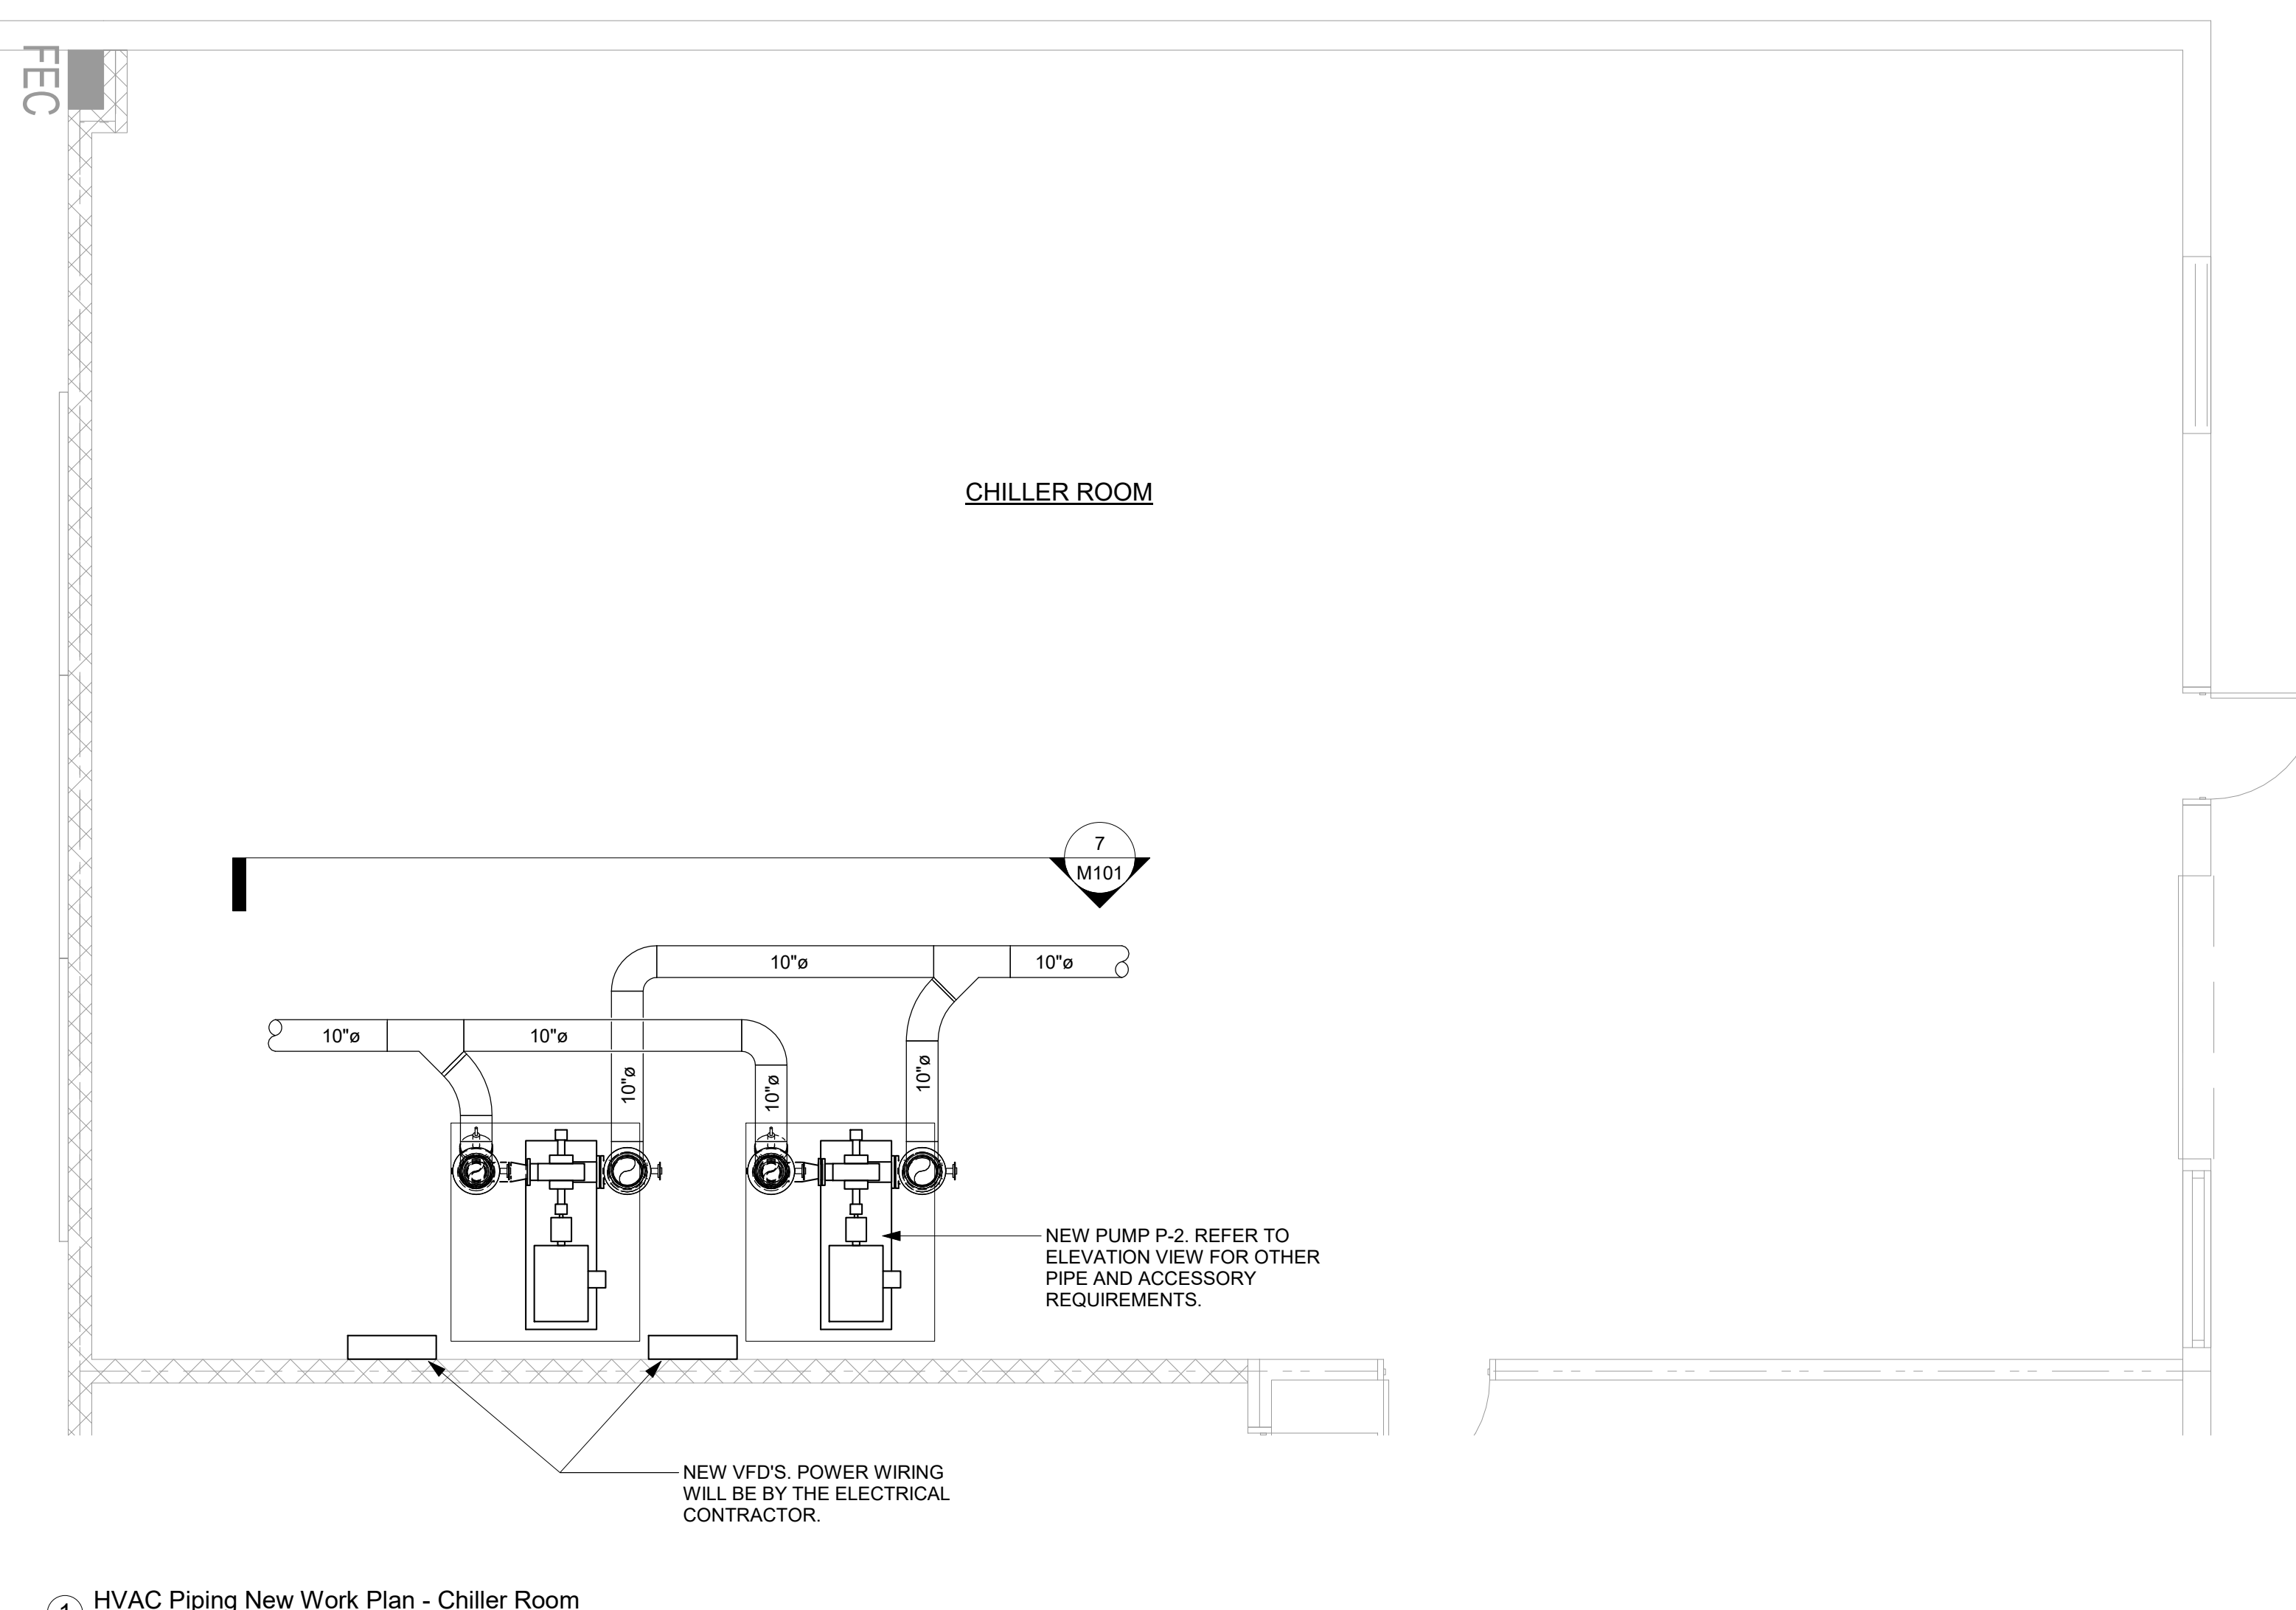 FEC
CHILLER ROOM
7
M101
10"ø
10"ø
10"ø
10"ø
10"ø
10"ø
10"ø
NEW PUMP P-2. REFER TO
ELEVATION VIEW FOR OTHER
PIPE AND ACCESSORY
REQUIREMENTS.
NEW VFD'S. POWER WIRING
WILL BE BY THE ELECTRICAL
CONTRACTOR.
1
HVAC Piping New Work Plan - Chiller Room